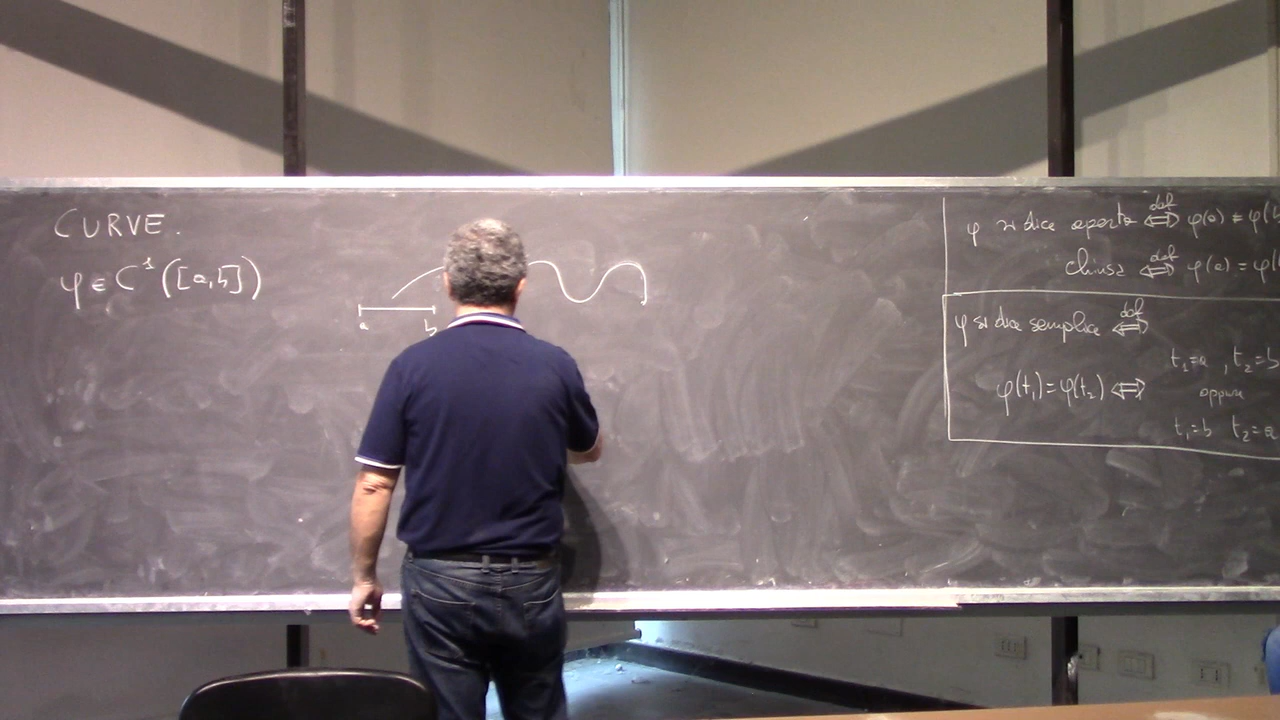 CURVE.
φ ∈ C¹([a,b])
a b
φ si dice aperta ⇔def φ(a) ≠ φ(b
chiusa ⇔def φ(a) = φ(
φ si dice semplice ⇔def
t₁=a , t₂=b
φ(t₁)=φ(t₂) ⇔ oppure
t₁=b t₂=a